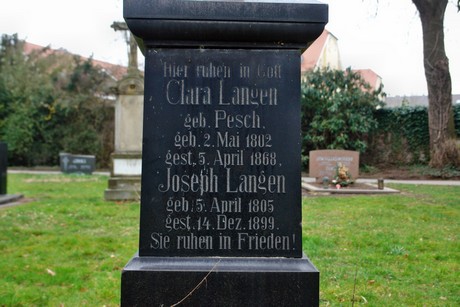 Hier ruhen in Gott
Clara Langen
geb. Pesch,
geb. 2. Mai 1802
gest. 5. April 1868,
Joseph Langen
geb. 5. April 1805
gest. 14. Dez. 1899.
Sie ruhen in Frieden!